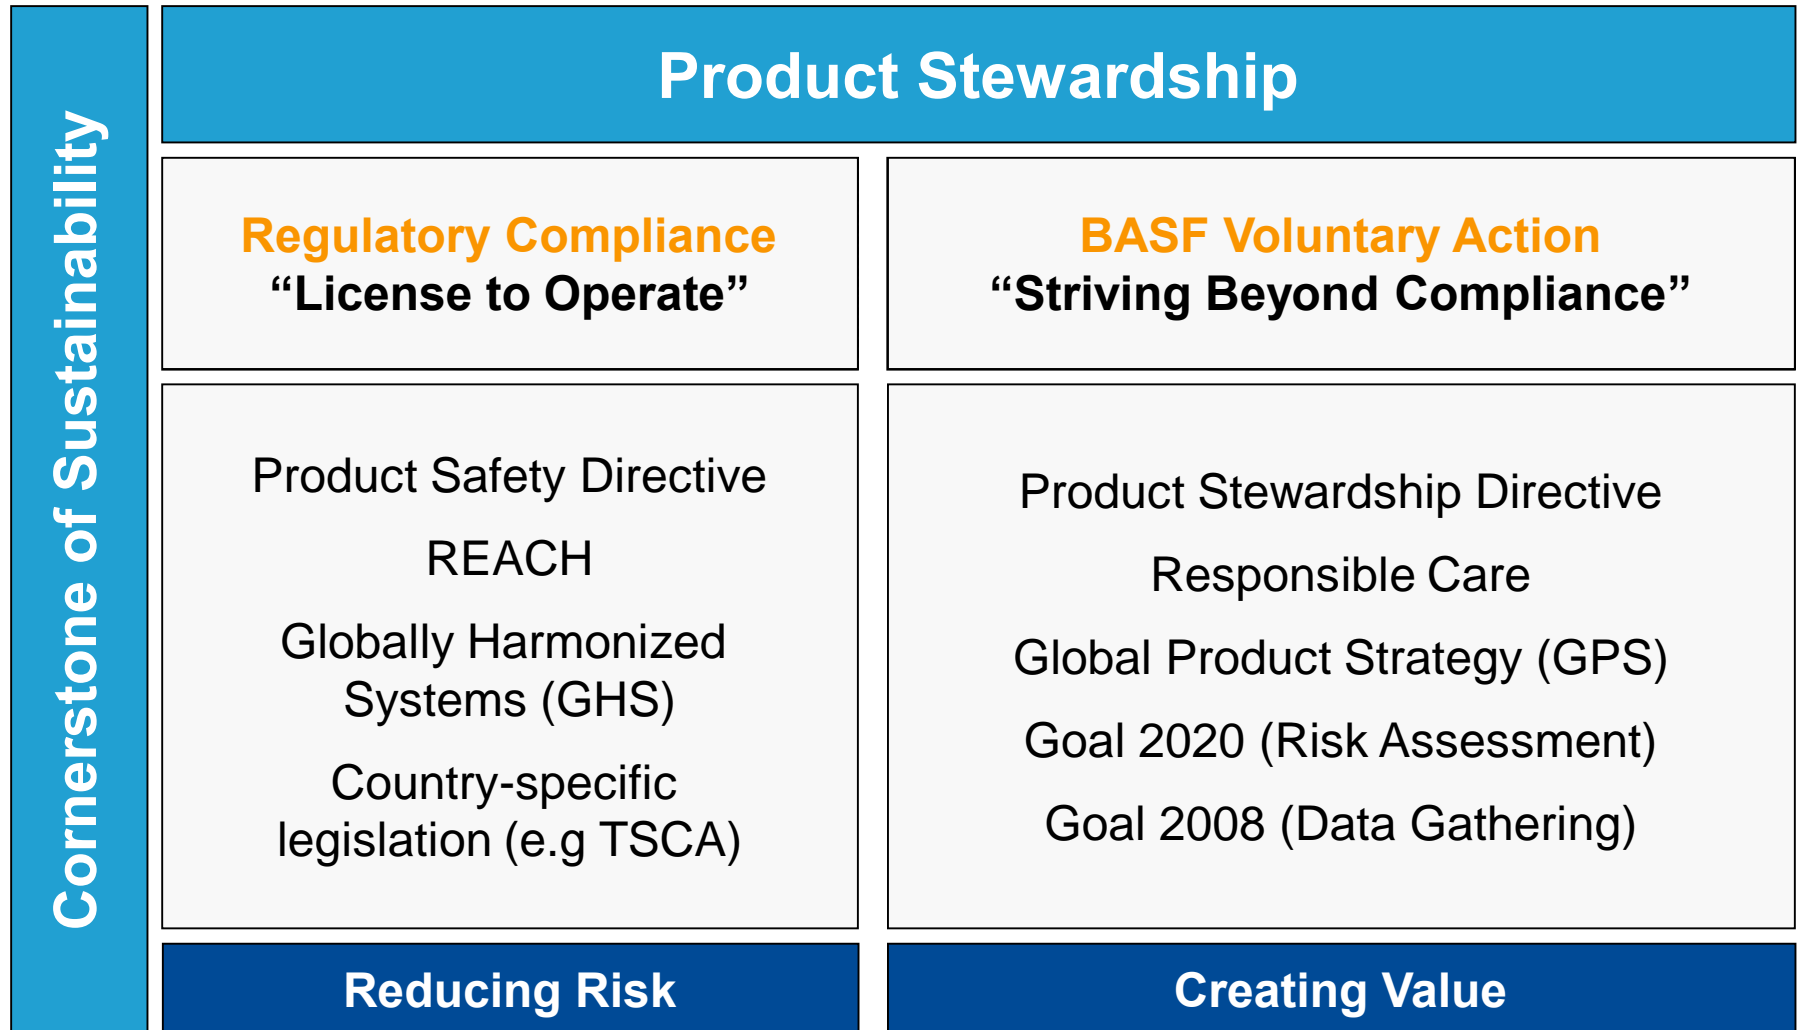 Cornerstone of Sustainability
Product Stewardship
Regulatory Compliance
“License to Operate”
BASF Voluntary Action
“Striving Beyond Compliance”
Product Safety Directive
REACH
Globally Harmonized
Systems (GHS)
Country-specific
legislation (e.g TSCA)
Product Stewardship Directive
Responsible Care
Global Product Strategy (GPS)
Goal 2020 (Risk Assessment)
Goal 2008 (Data Gathering)
Reducing Risk
Creating Value